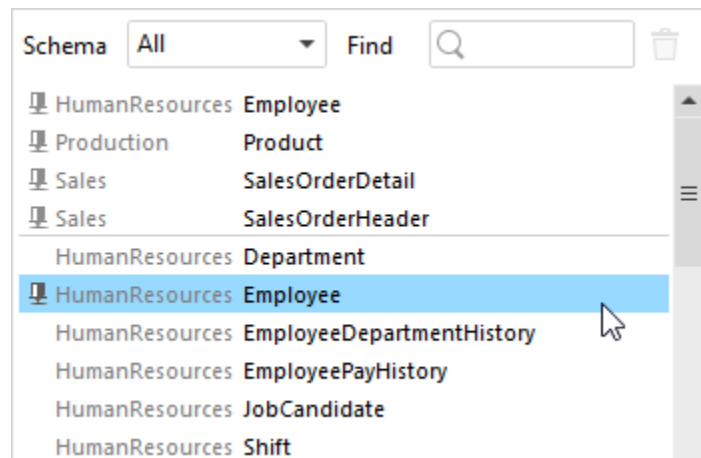 Schema All Find
HumanResources Employee
Production Product
Sales SalesOrderDetail
Sales SalesOrderHeader
HumanResources Department
HumanResources Employee
HumanResources EmployeeDepartmentHistory
HumanResources EmployeePayHistory
HumanResources JobCandidate
HumanResources Shift